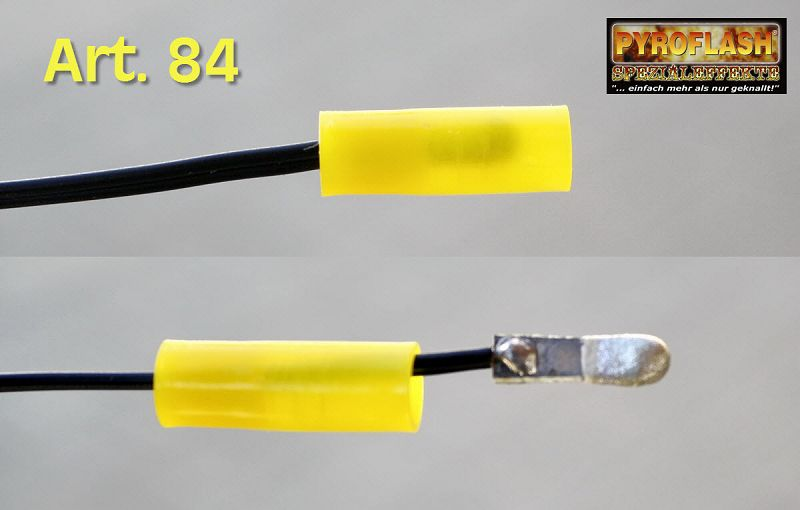 Art. 84
PYROFLASH®
SPEZIALEFFEKTE
"... einfach mehr als nur geknallt!"